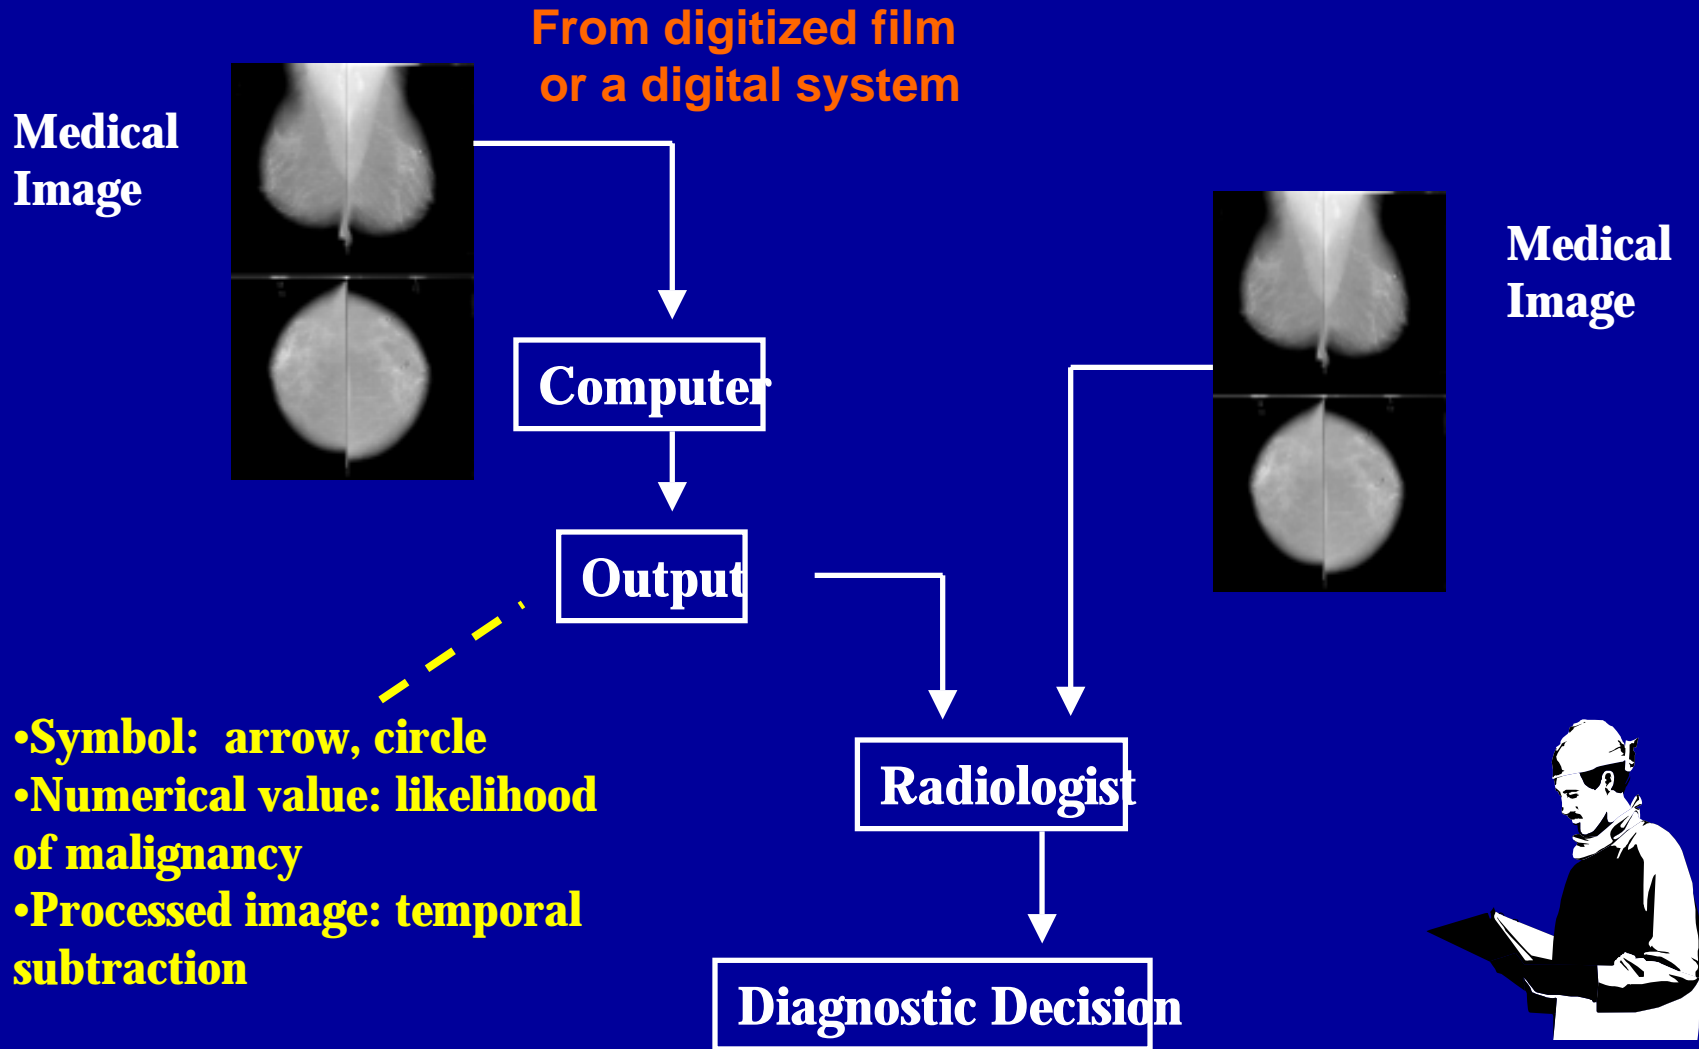 From digitized film
or a digital system
Medical
Image
Medical
Image
Computer
Output
•Symbol:  arrow, circle
•Numerical value: likelihood
of malignancy
•Processed image: temporal
subtraction
Radiologist
Diagnostic Decision